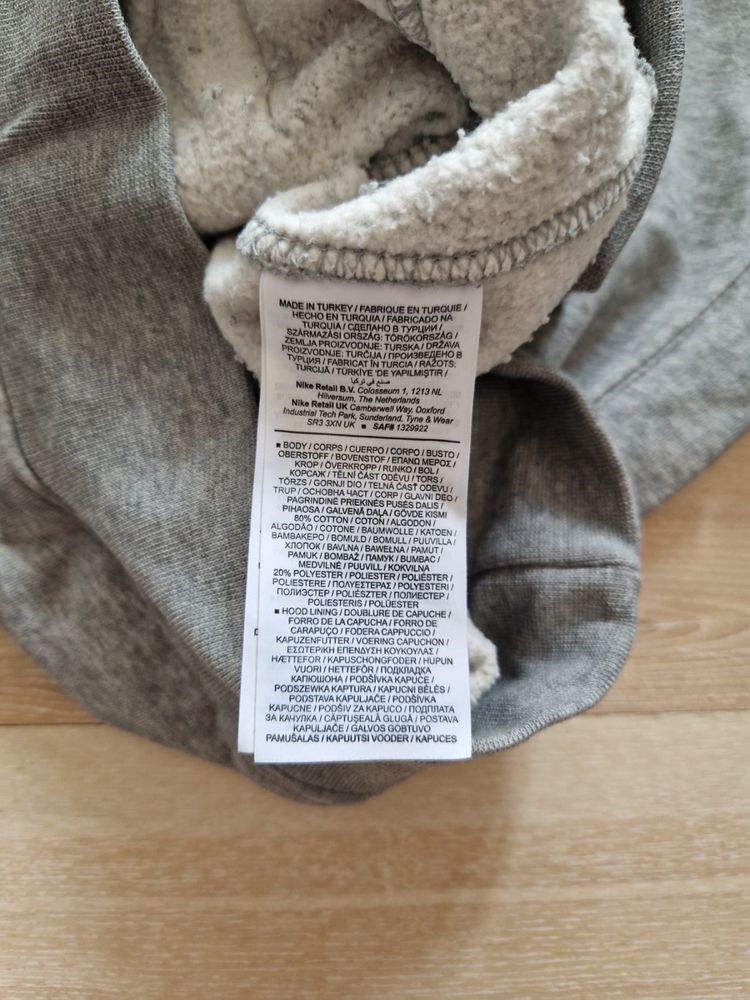 MADE IN TURKEY / FABRIQUE EN TURQUIE /
HECHO EN TURQUIA / FABRICADO NA
TURQUIA / СДЕЛАНО В ТУРЦИИ /
SZÁRMAZÁSI ORSZÁG: TÖRÖKORSZÁG /
ZEMLJA PROIZVODNJE: TURSKA / DRŽAVA
PROIZVODNJE: TURČIJA / ПРОИЗВЕДЕНО В
ТУРЦИЯ / FABRICAT ÎN TURCIA / RAŽOTS:
TURCIJĀ / TÜRKİYE 'DE YAPILMIŞTIR /
صنع في تركيا
Nike Retail B.V. Colosseum 1, 1213 NL
Hilversum, The Netherlands
Nike Retail UK Camberwell Way, Doxford
Industrial Tech Park, Sunderland, Tyne & Wear
SR3 3XN UK ■ SAF# 1329922
■ BODY / CORPS / CUERPO / CORPO / BUSTO /
OBERSTOFF / BOVENSTOF / ΕΠΑΝΩ ΜΕΡΟΣ /
KROP / ÖVERKROPP / RUNKO / BOL /
КОРСАЖ / TĚLNÍ ČÁST ODĚVU / TORS /
TÖRZS / GORNJI DIO / TELNÁ ČASŤ ODEVU /
TRUP / ОСНОВНА ЧАСТ / CORP / GLAVNI DEO /
PAGRINDINĖ PRIEKINĖS PUSĖS DALIS /
PIHAOSA / GALVENĀ DAĻA / GÖVDE KISMI
80% COTTON / COTON / ALGODON /
ALGODÃO / COTONE / BAUMWOLLE / KATOEN /
ΒΑΜΒΑΚΕΡΟ / BOMULD / BOMULL / PUUVILLA /
ХЛОПОК / BAVLNA / BAWEŁNA / PAMUT /
PAMUK / BOMBAŽ / ПАМУК / BUMBAC /
MEDVILNĖ / PUUVILL / KOKVILNA
20% POLYESTER / POLIESTER / POLIÉSTER /
POLIESTERE / ΠΟΛΥΕΣΤΕΡΑΣ / POLYESTERI /
ПОЛИЭСТЕР / POLIÉSZTER / ПОЛИЕСТЕР /
POLIESTERIS / POLÜESTER
■ HOOD LINING / DOUBLURE DE CAPUCHE /
FORRO DE LA CAPUCHA / FORRO DE
CARAPUÇO / FODERA CAPPUCCIO /
KAPUZENFUTTER / VOERING CAPUCHON /
ΕΣΩΤΕΡΙΚΗ ΕΠΕΝΔΥΣΗ ΚΟΥΚΟΥΛΑΣ /
HÆTTEFOR / KAPUSCHONGFODER / HUPUN
VUORI / HETTEFÔR / ПОДКЛАДКА
КАПЮШОНА / PODŠÍVKA KAPUCE /
PODSZEWKA KAPTURA / KAPUCNI BÉLÉS /
PODSTAVA KAPULJAČE / PODŠÍVKA
KAPUCNE / PODŠIV ZA KAPUCO / ПОДПЛАТА
ЗА КАЧУЛКА / CĂPTUȘEALĂ GLUGĂ / POSTAVA
KAPULJAČE / GALVOS GOBTUVO
PAMUŠALAS / KAPUUTSI VOODER / KAPUCES